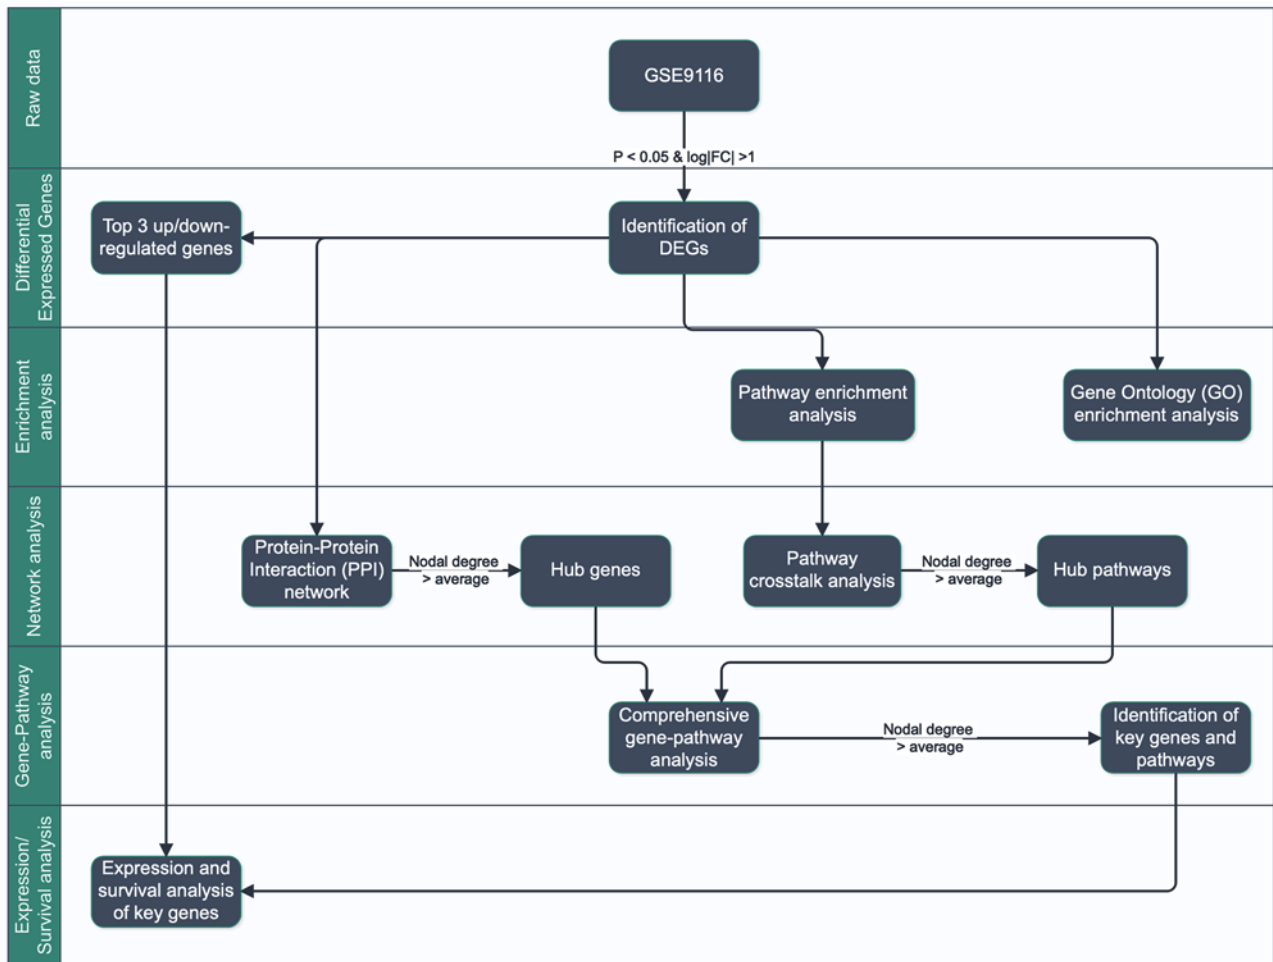 Raw data
GSE9116
P < 0.05 & log|FC| >1
Differential
Expressed Genes
Top 3 up/down-
regulated genes
Identification of
DEGs
Enrichment
analysis
Pathway enrichment
analysis
Gene Ontology (GO)
enrichment analysis
Network analysis
Protein-Protein
Interaction (PPI)
network
Nodal degree
> average
Hub genes
Pathway
crosstalk analysis
Nodal degree
> average
Hub pathways
Gene-Pathway
analysis
Comprehensive
gene-pathway
analysis
Nodal degree
> average
Identification of
key genes and
pathways
Expression/
Survival analysis
Expression and
survival analysis
of key genes